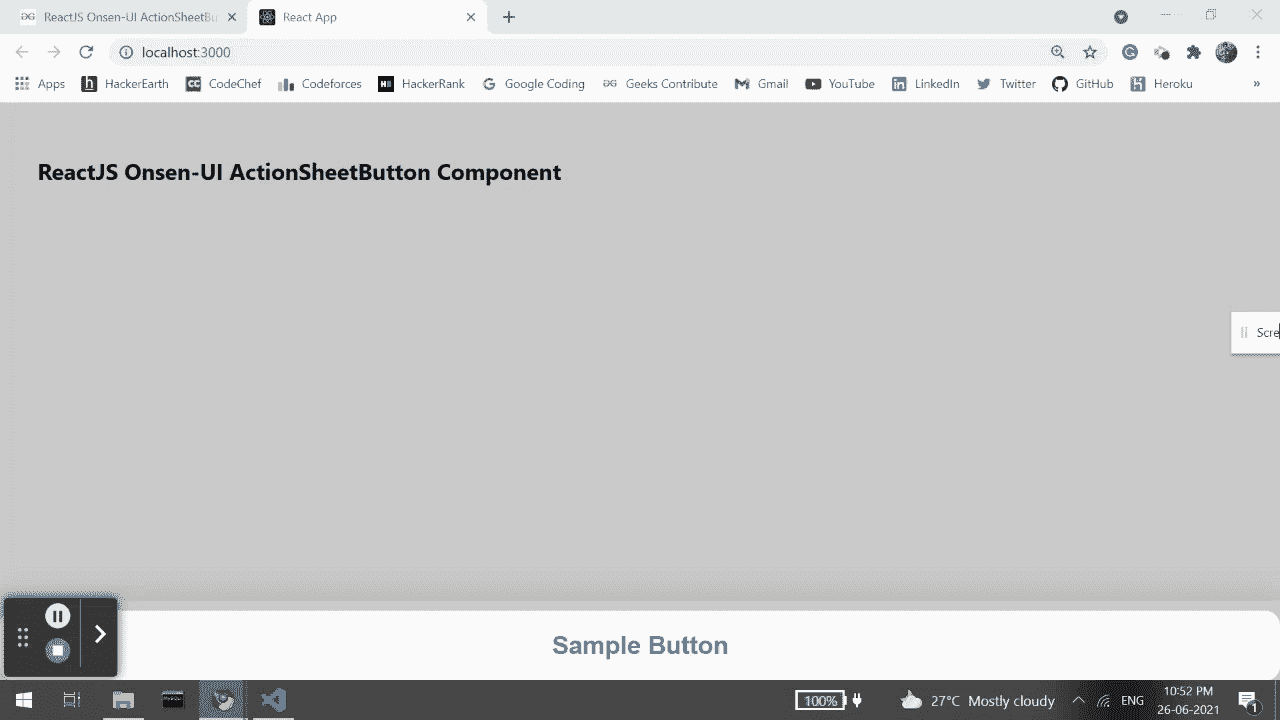 ReactJS Onsen-UI ActionSheetBu
React App
localhost:3000
Apps HackerEarth CodeChef Codeforces HackerRank Google Coding Geeks Contribute Gmail YouTube LinkedIn Twitter GitHub Heroku »
ReactJS Onsen-UI ActionSheetButton Component
Scre
Sample Button
100% 27°C Mostly cloudy ENG
10:52 PM
26-06-2021
1